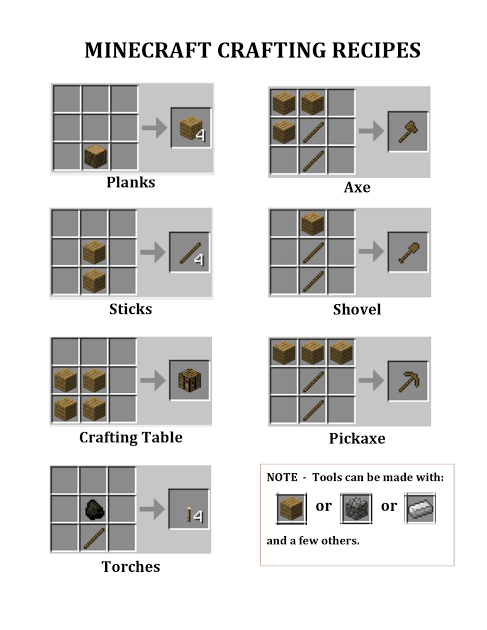 MINECRAFT CRAFTING RECIPES
4
Planks
Axe
4
Sticks
Shovel
Crafting Table
Pickaxe
4
Torches
NOTE - Tools can be made with:
or or
and a few others.